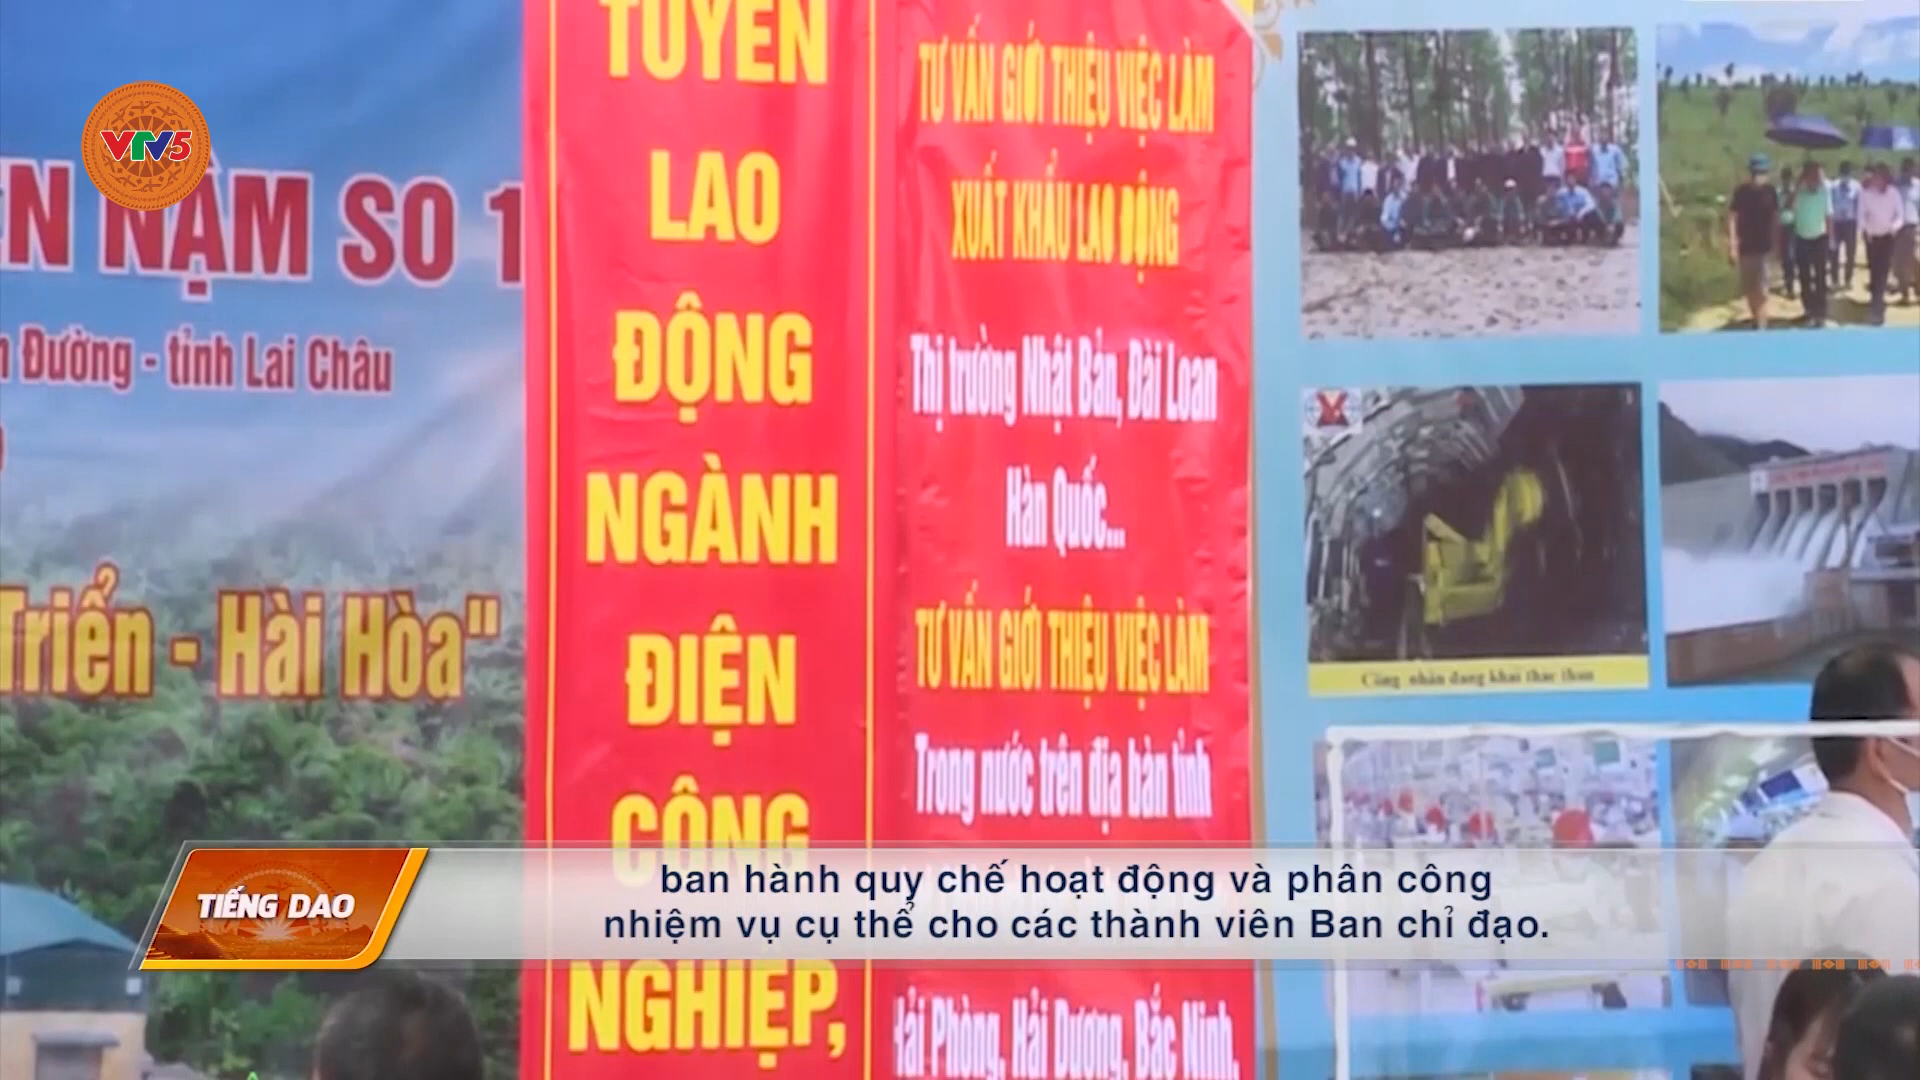 VTV5
NẬM SO 1
Đường - tỉnh Lai Châu
Triển - Hài Hòa"
TUYỂN
LAO
ĐỘNG
NGÀNH
ĐIỆN
CÔNG
NGHIỆP,
TƯ VẤN GIỚI THIỆU VIỆC LÀM
XUẤT KHẨU LAO ĐỘNG
Thị trường Nhật Bản, Đài Loan
Hàn Quốc...
TƯ VẤN GIỚI THIỆU VIỆC LÀM
Trong nước trên địa bàn tỉnh
Hải Phòng, Hải Dương, Bắc Ninh,
Công nhân đang khai thác than
TIẾNG DAO
ban hành quy chế hoạt động và phân công
nhiệm vụ cụ thể cho các thành viên Ban chỉ đạo.